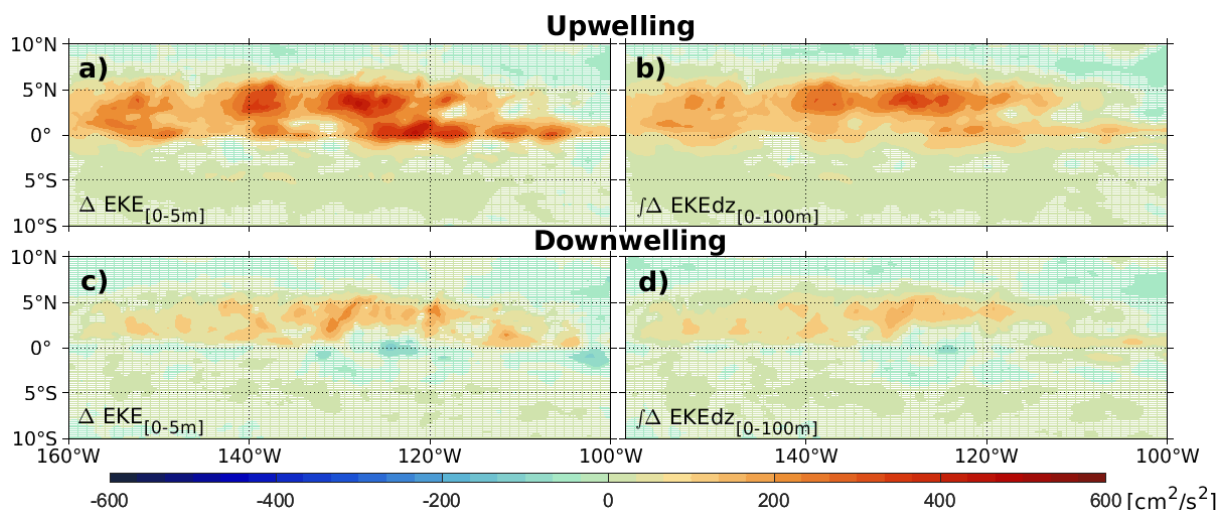 Upwelling
10°N
5°N
0°
5°S
10°S
a)
Δ EKE[0-5m]
b)
∫Δ EKEdz[0-100m]
Downwelling
10°N
5°N
0°
5°S
10°S
c)
Δ EKE[0-5m]
d)
∫Δ EKEdz[0-100m]
160°W 140°W 120°W 100°W 140°W 120°W 100°W
-600 -400 -200 0 200 400 600 [cm²/s²]